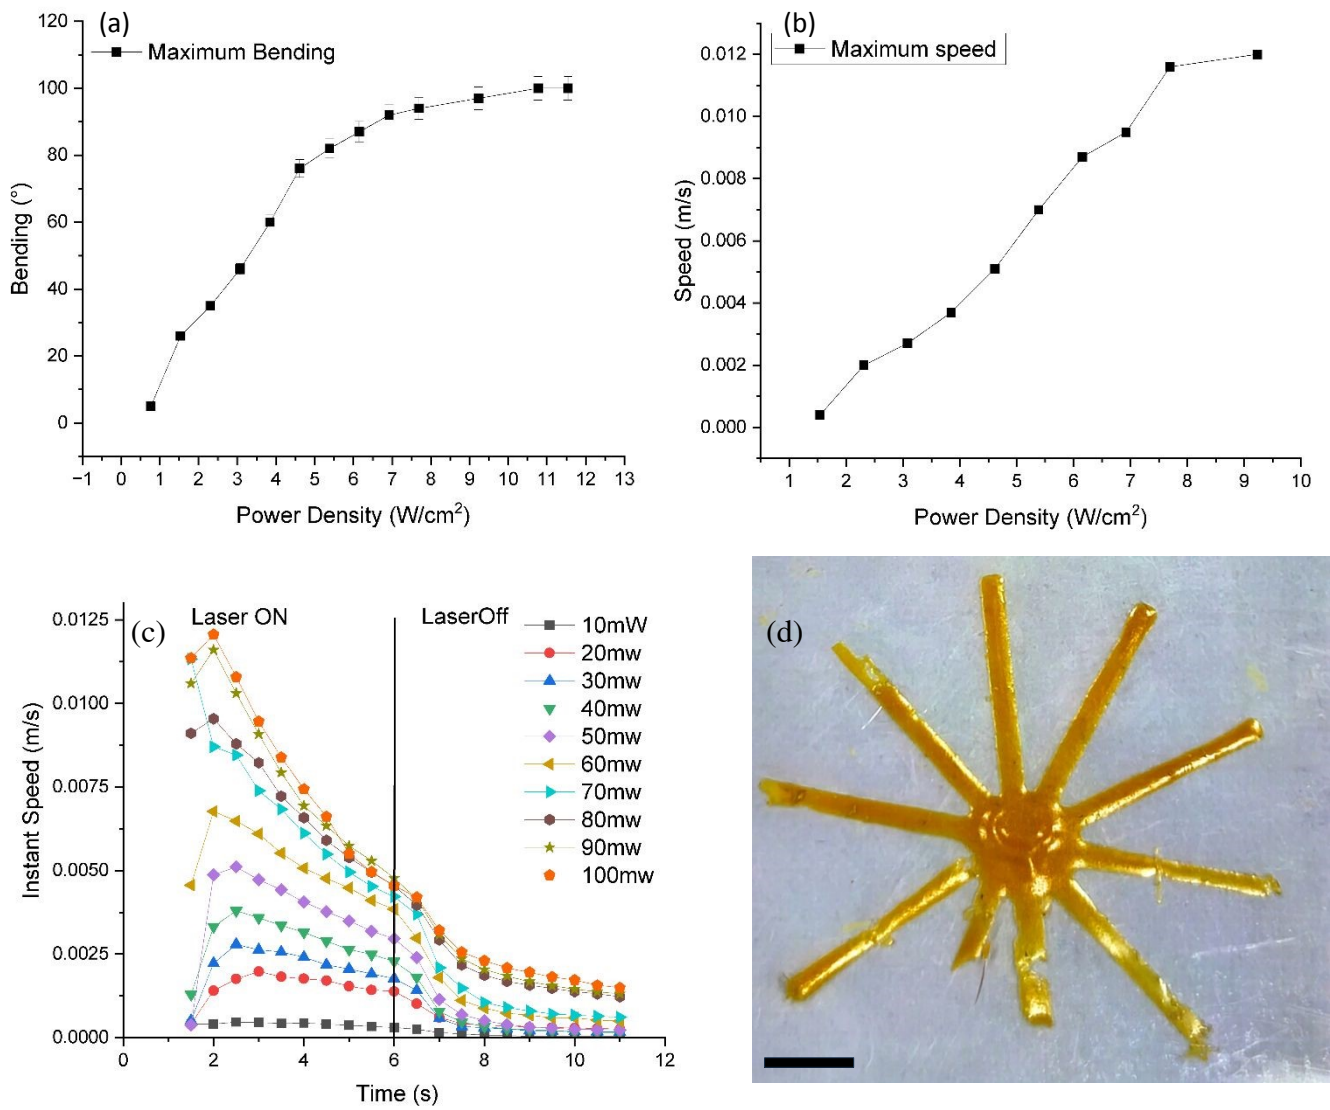 (a)
Maximum Bending
120
100
80
60
40
20
0
Bending (°)
−1 0 1 2 3 4 5 6 7 8 9 10 11 12 13
Power Density (W/cm²)
(b)
Maximum speed
0.012
0.010
0.008
0.006
0.004
0.002
0.000
Speed (m/s)
1 2 3 4 5 6 7 8 9 10
Power Density (W/cm²)
(c)
Laser ON
LaserOff
0.0125
0.0100
0.0075
0.0050
0.0025
0.0000
Instant Speed (m/s)
10mW
20mw
30mw
40mw
50mw
60mw
70mw
80mw
90mw
100mw
0 2 4 6 8 10 12
Time (s)
(d)